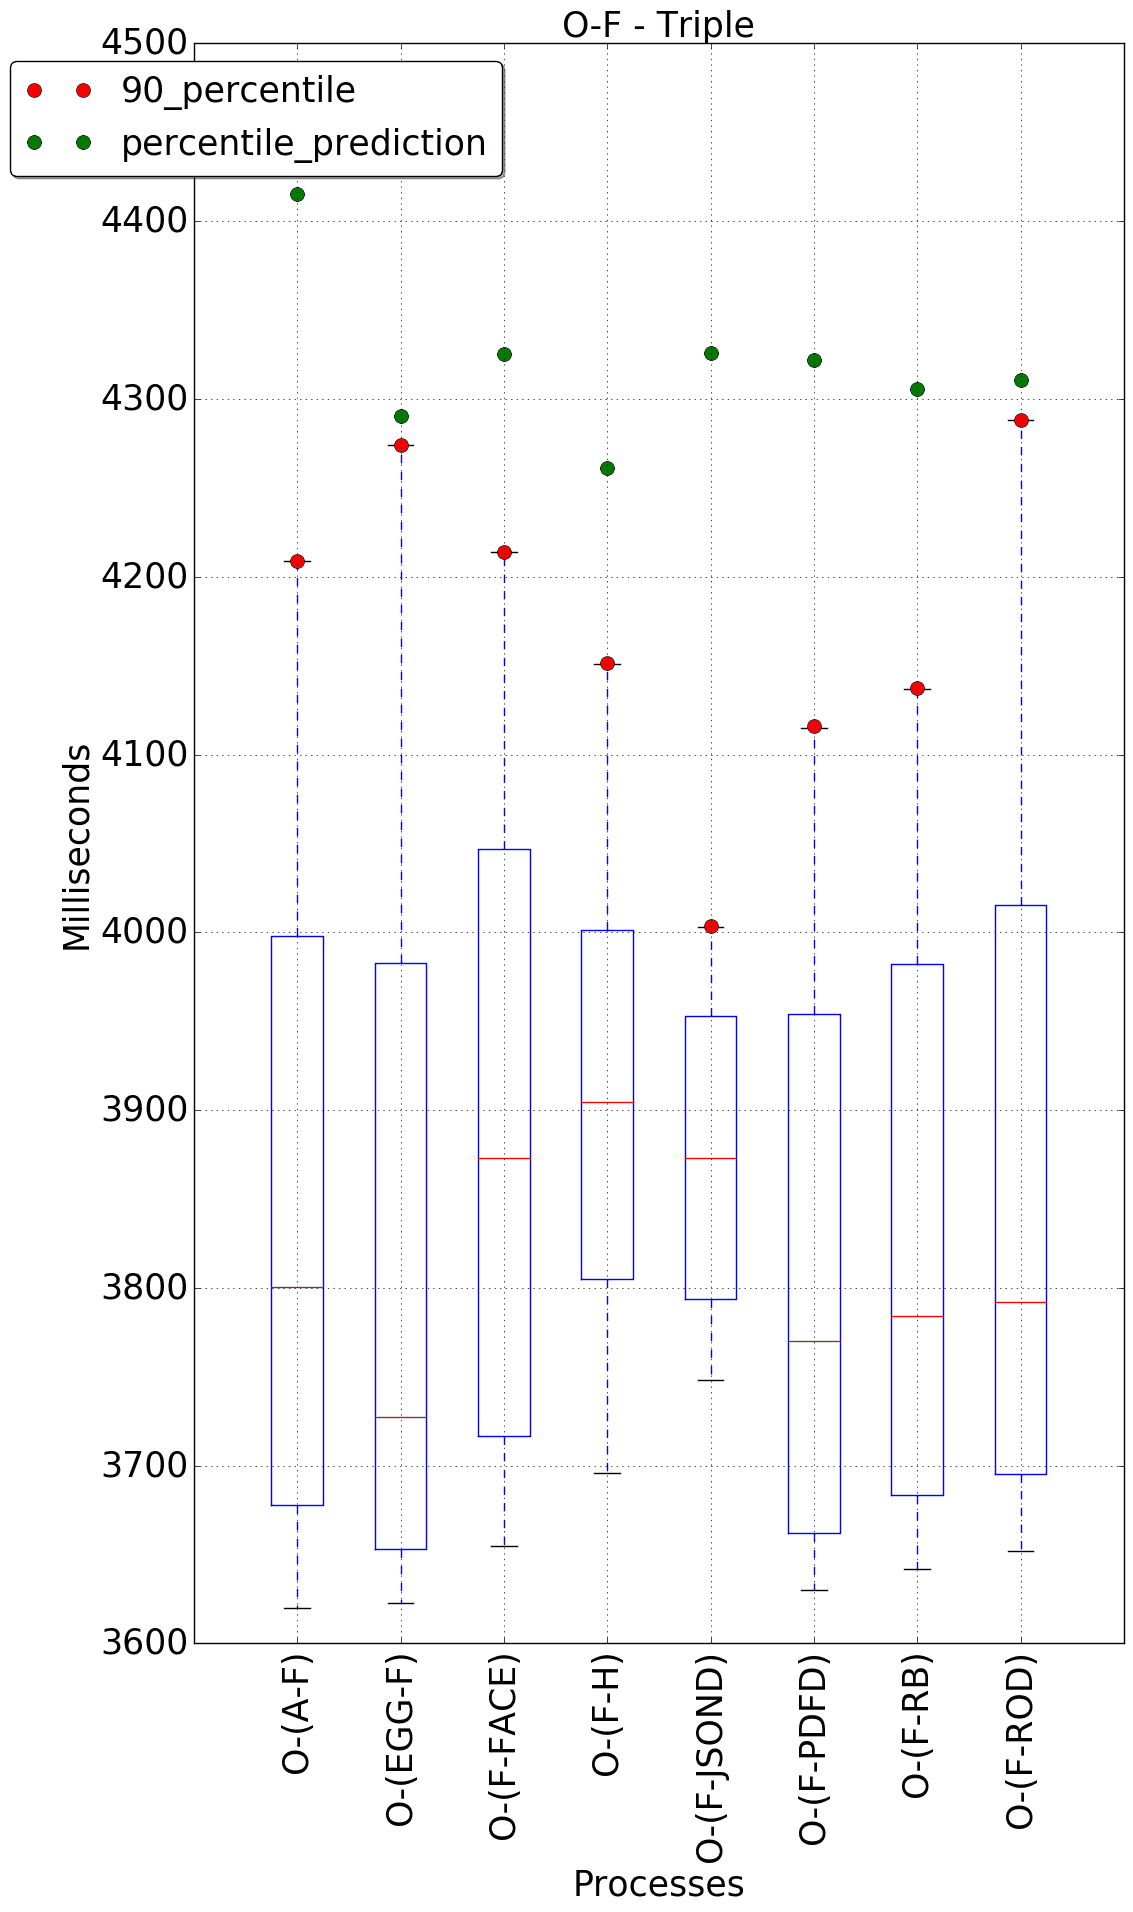 O-F - Triple
4500
90_percentile
percentile_prediction
4400
4300
4200
4100
4000
3900
3800
3700
3600
Milliseconds
O-(A-F)
O-(EGG-F)
O-(F-FACE)
O-(F-H)
O-(F-JSOND)
O-(F-PDFD)
O-(F-RB)
O-(F-ROD)
Processes